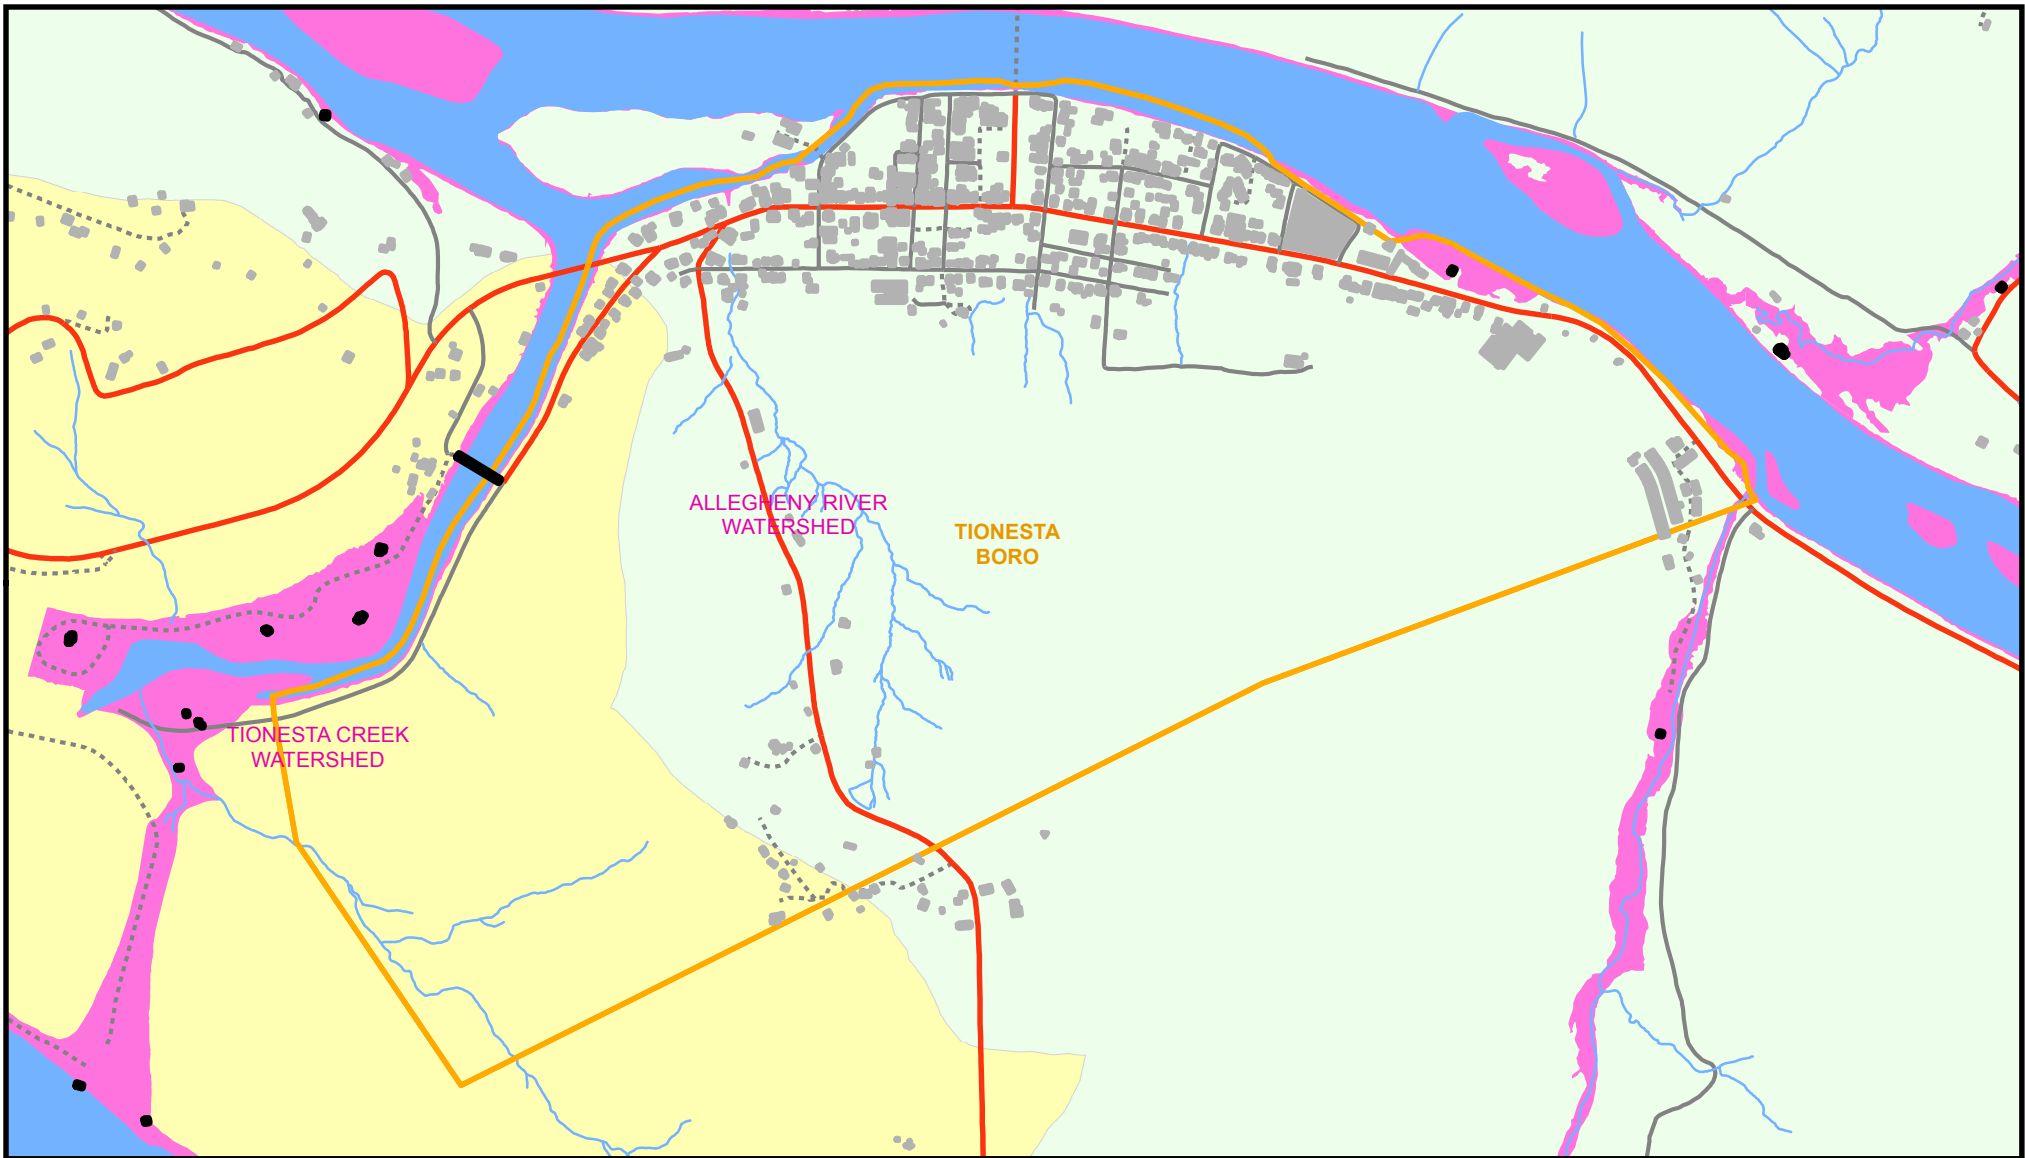 ALLEGHENY RIVER
WATERSHED
TIONESTA
BORO
TIONESTA CREEK
WATERSHED